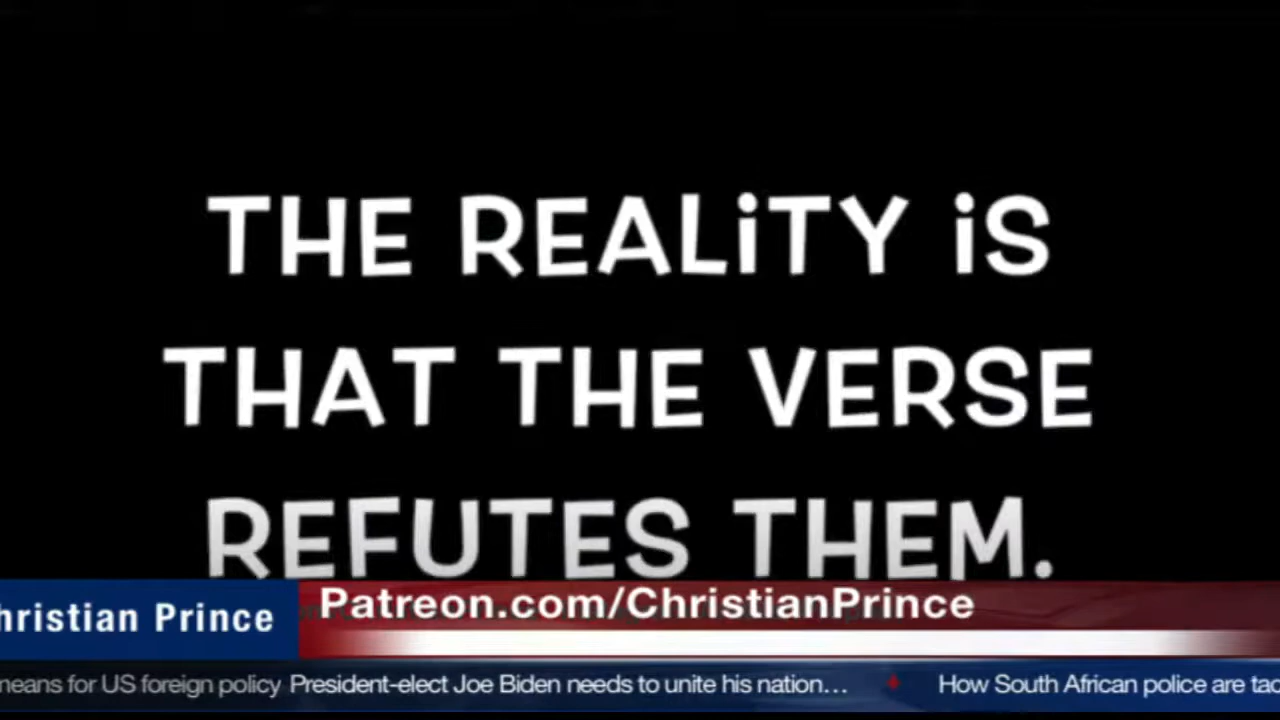 THE REALiTY iS
THAT THE VERSE
REFUTES THEM.
hristian Prince
Patreon.com/ChristianPrince
means for US foreign policy President-elect Joe Biden needs to unite his nation... How South African police are tac